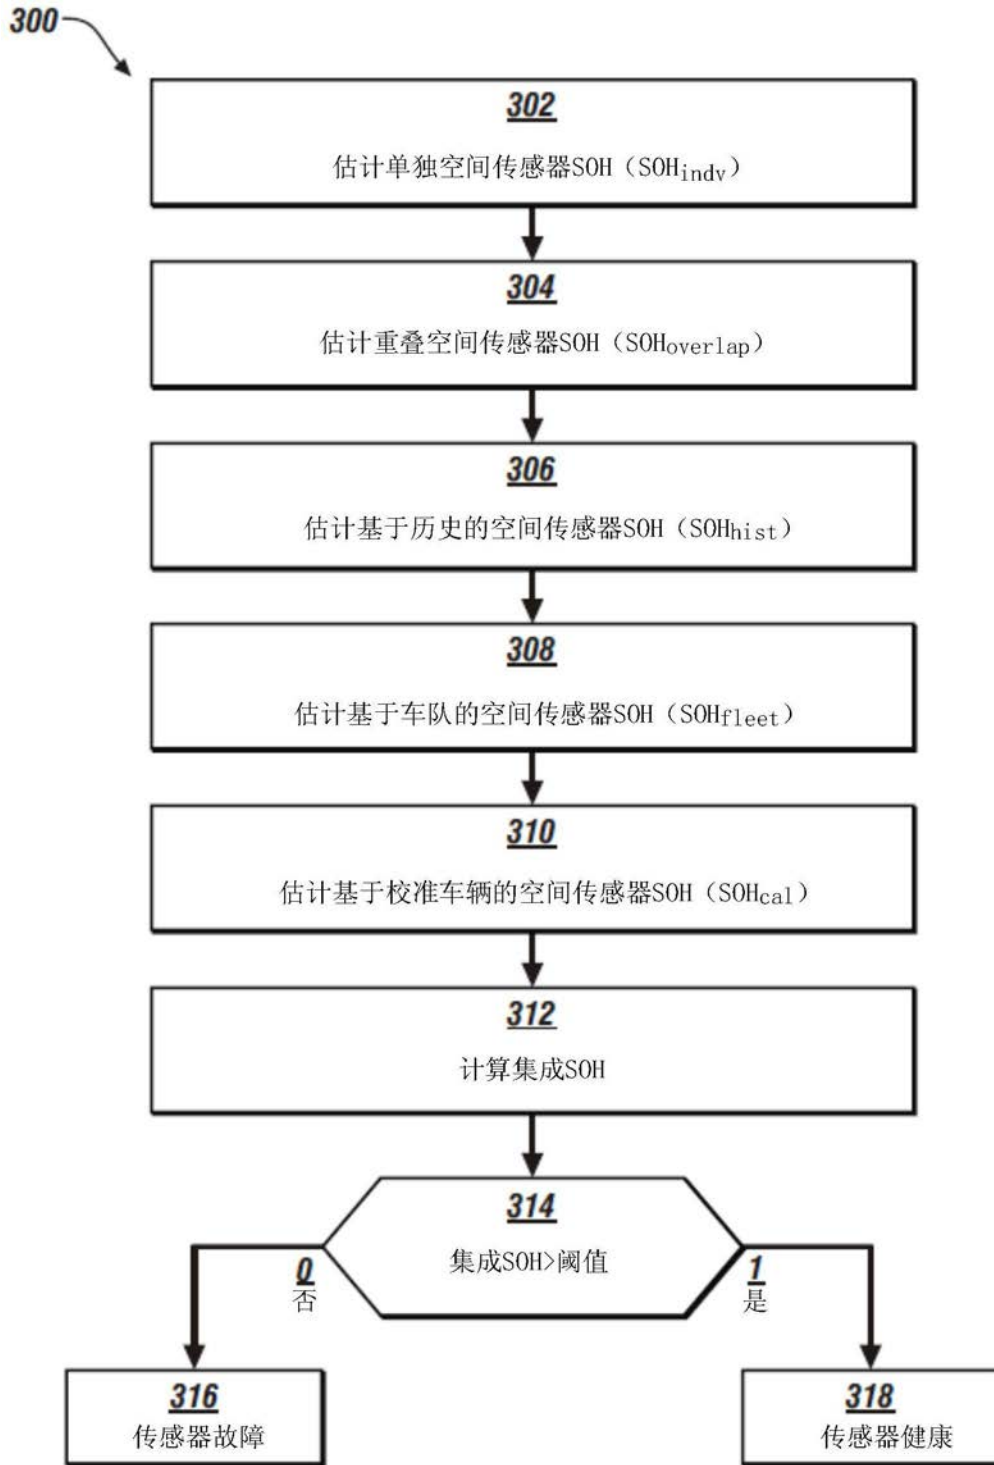 300
302
估计单独空间传感器SOH（SOHindv）
304
估计重叠空间传感器SOH（SOHoverlap）
306
估计基于历史的空间传感器SOH（SOHhist）
308
估计基于车队的空间传感器SOH（SOHfleet）
310
估计基于校准车辆的空间传感器SOH（SOHcal）
312
计算集成SOH
314
集成SOH>阈值
0
否
1
是
316
传感器故障
318
传感器健康